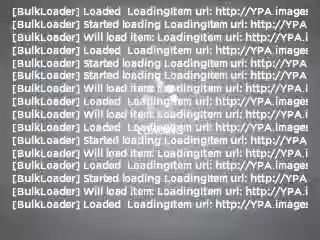 [BulkLoader] Loaded  LoadingItem url: http://YPA.images
[BulkLoader] Started loading LoadingItem url: http://YPA
[BulkLoader] Will load item: LoadingItem url: http://YPA.
[BulkLoader] Loaded  LoadingItem url: http://YPA.images
[BulkLoader] Started loading LoadingItem url: http://YPA
[BulkLoader] Started loading LoadingItem url: http://YPA
[BulkLoader] Will load item: LoadingItem url: http://YPA.
[BulkLoader] Loaded  LoadingItem url: http://YPA.images
[BulkLoader] Will load item: LoadingItem url: http://YPA.
[BulkLoader] Loaded  LoadingItem url: http://YPA.images
[BulkLoader] Started loading LoadingItem url: http://YPA
[BulkLoader] Will load item: LoadingItem url: http://YPA.
[BulkLoader] Loaded  LoadingItem url: http://YPA.images
[BulkLoader] Started loading LoadingItem url: http://YPA
[BulkLoader] Will load item: LoadingItem url: http://YPA.
[BulkLoader] Loaded  LoadingItem url: http://YPA.images